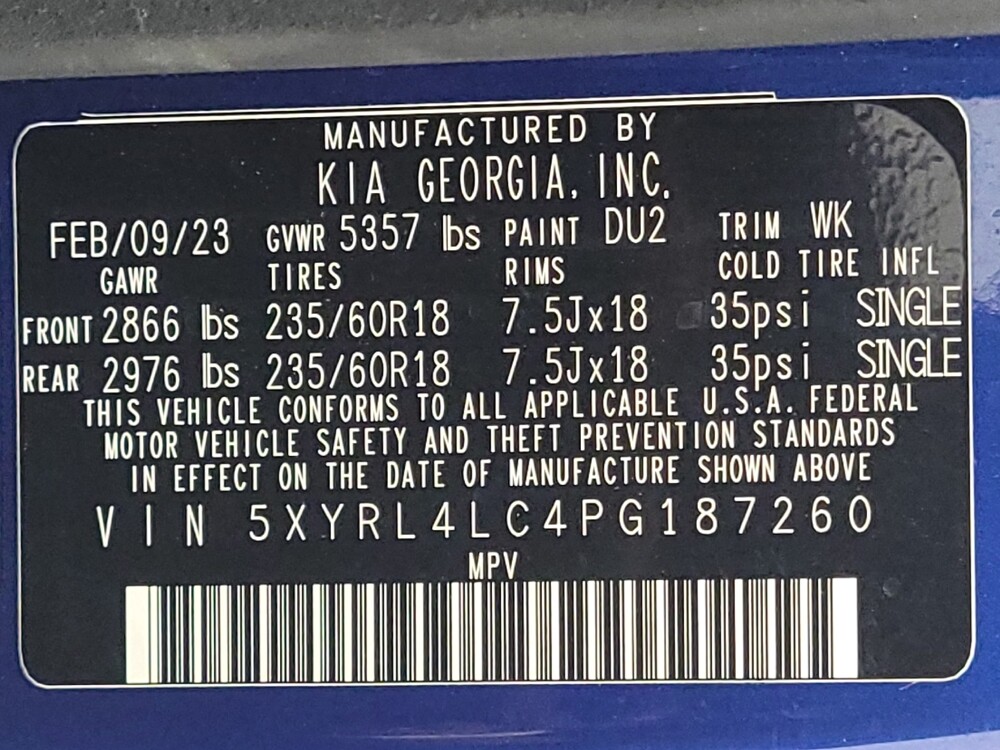 MANUFACTURED BY
KIA GEORGIA, INC.
FEB/09/23 GVWR 5357 lbs PAINT DU2 TRIM WK
GAWR TIRES RIMS COLD TIRE INFL
FRONT 2866 lbs 235/60R18 7.5Jx18 35psi SINGLE
REAR 2976 lbs 235/60R18 7.5Jx18 35psi SINGLE
THIS VEHICLE CONFORMS TO ALL APPLICABLE U.S.A. FEDERAL
MOTOR VEHICLE SAFETY AND THEFT PREVENTION STANDARDS
IN EFFECT ON THE DATE OF MANUFACTURE SHOWN ABOVE
VIN 5XYRL4LC4PG187260
MPV